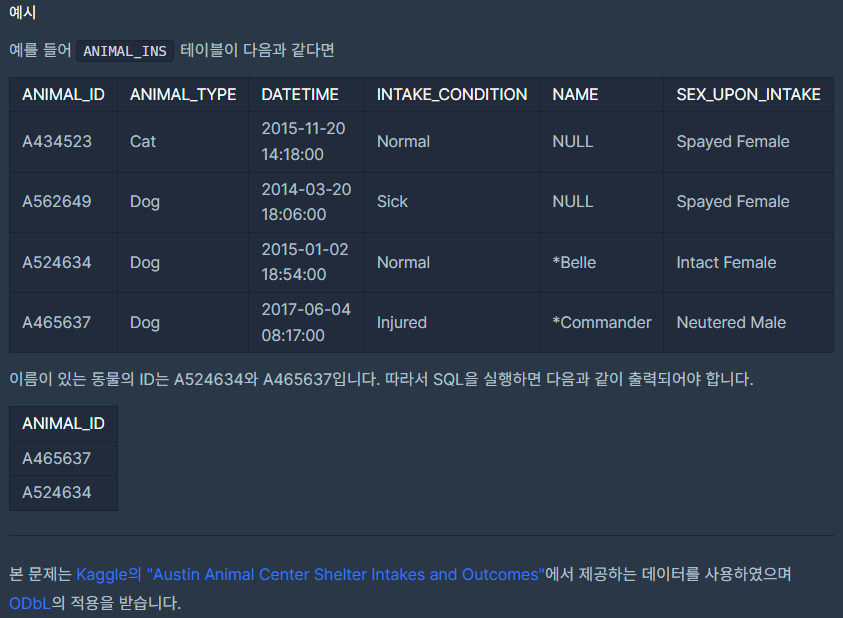 예시
예를 들어 ANIMAL_INS 테이블이 다음과 같다면
ANIMAL_ID ANIMAL_TYPE DATETIME INTAKE_CONDITION NAME SEX_UPON_INTAKE
A434523 Cat 2015-11-20 14:18:00 Normal NULL Spayed Female
A562649 Dog 2014-03-20 18:06:00 Sick NULL Spayed Female
A524634 Dog 2015-01-02 18:54:00 Normal *Belle Intact Female
A465637 Dog 2017-06-04 08:17:00 Injured *Commander Neutered Male
이름이 있는 동물의 ID는 A524634와 A465637입니다. 따라서 SQL을 실행하면 다음과 같이 출력되어야 합니다.
ANIMAL_ID
A465637
A524634
본 문제는 Kaggle의 "Austin Animal Center Shelter Intakes and Outcomes"에서 제공하는 데이터를 사용하였으며
ODbL의 적용을 받습니다.